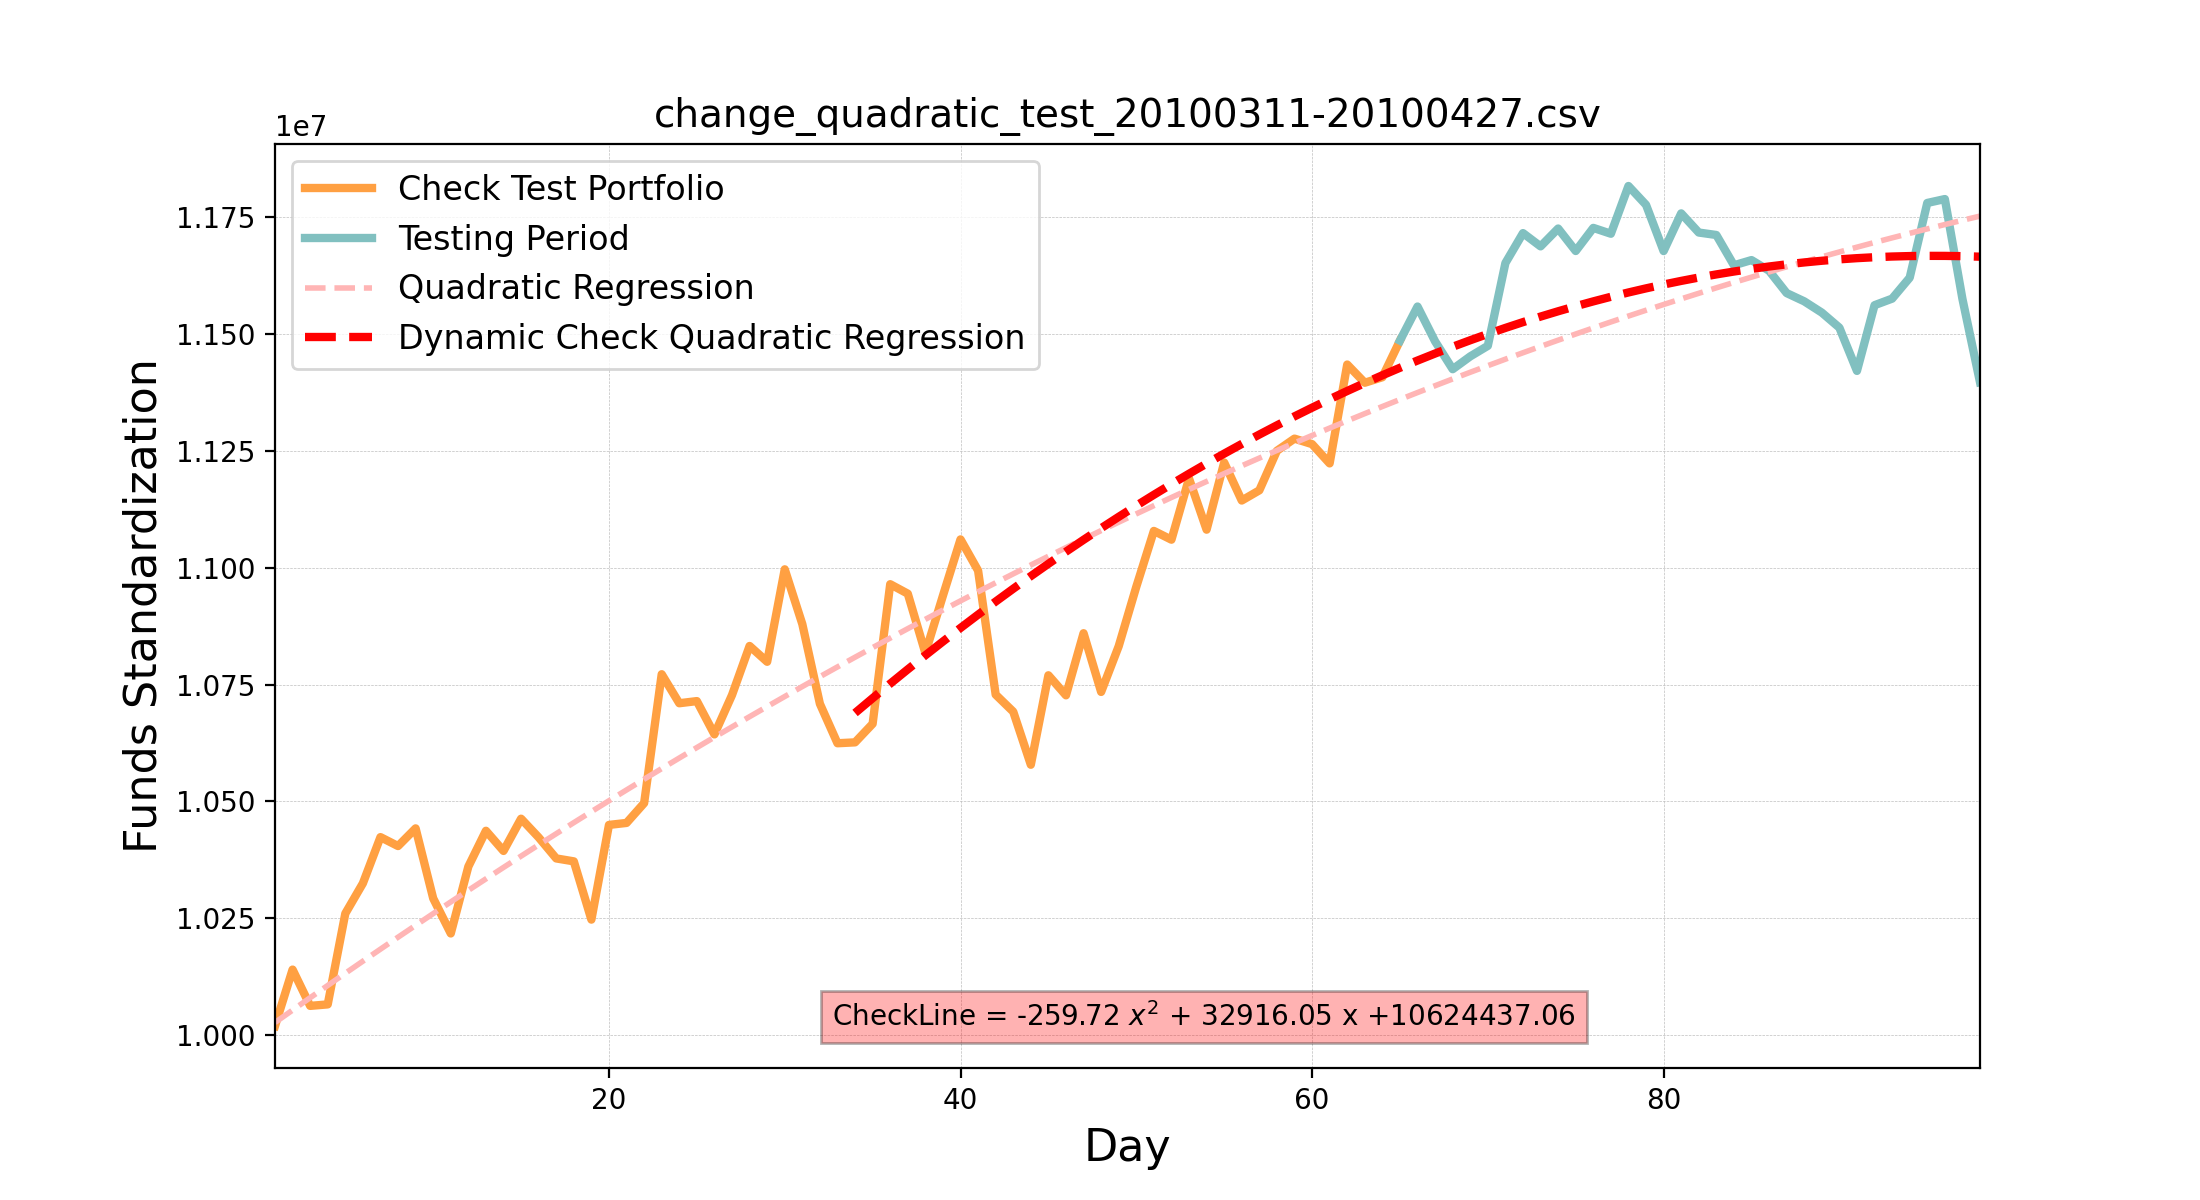 change_quadratic_test_20100311-20100427.csv
1e7
Check Test Portfolio
Testing Period
Quadratic Regression
Dynamic Check Quadratic Regression
1.175
1.150
1.125
1.100
1.075
1.050
1.025
1.000
Funds Standardization
CheckLine = -259.72 x² + 32916.05 x +10624437.06
20 40 60 80
Day